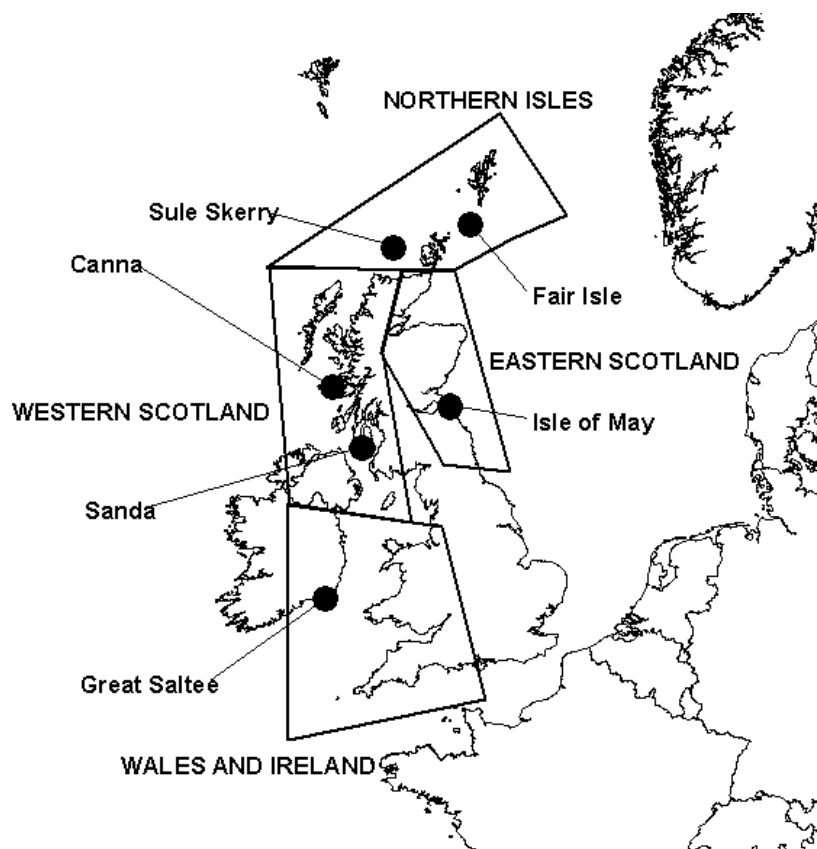 NORTHERN ISLES
Sule Skerry
Canna
Fair Isle
EASTERN SCOTLAND
WESTERN SCOTLAND
Isle of May
Sanda
Great Saltee
WALES AND IRELAND